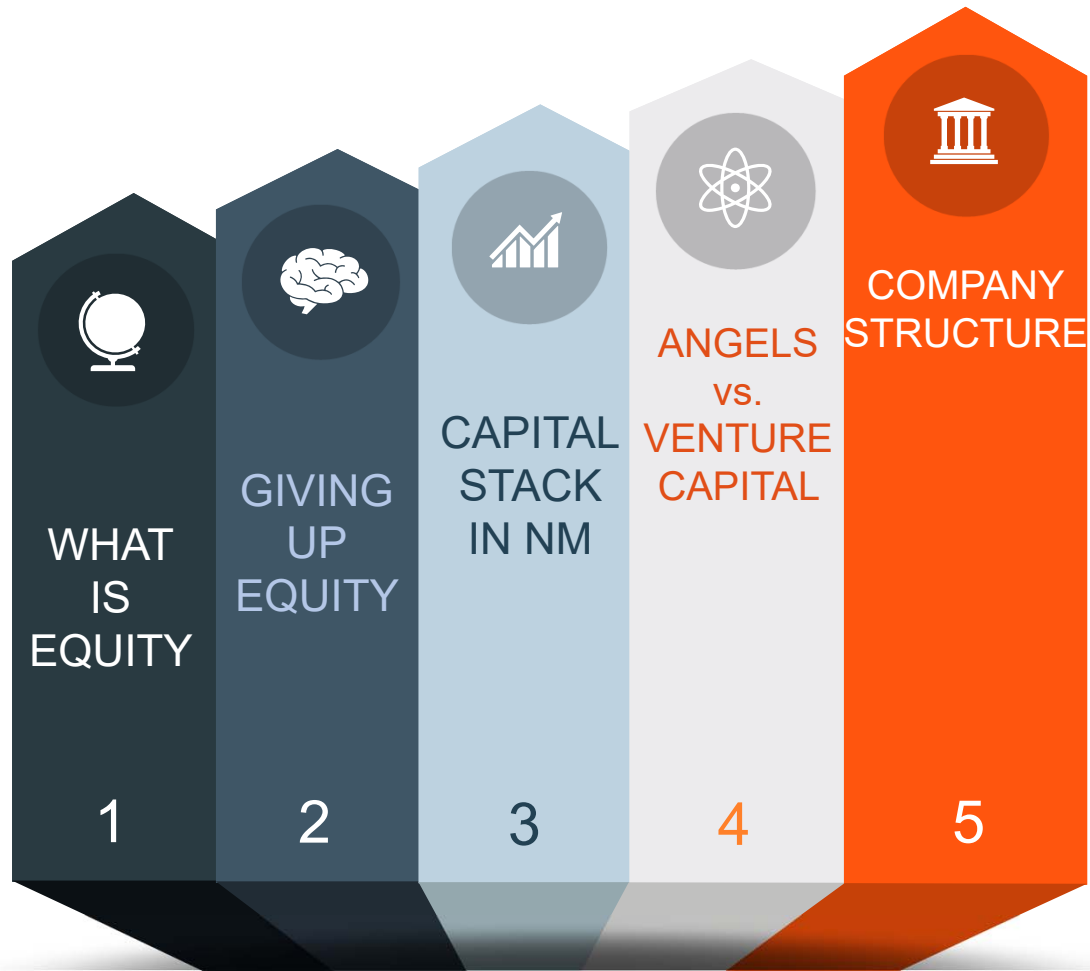 WHAT
IS
EQUITY
1
GIVING
UP
EQUITY
2
CAPITAL
STACK
IN NM
3
ANGELS
vs.
VENTURE
CAPITAL
4
COMPANY
STRUCTURE
5